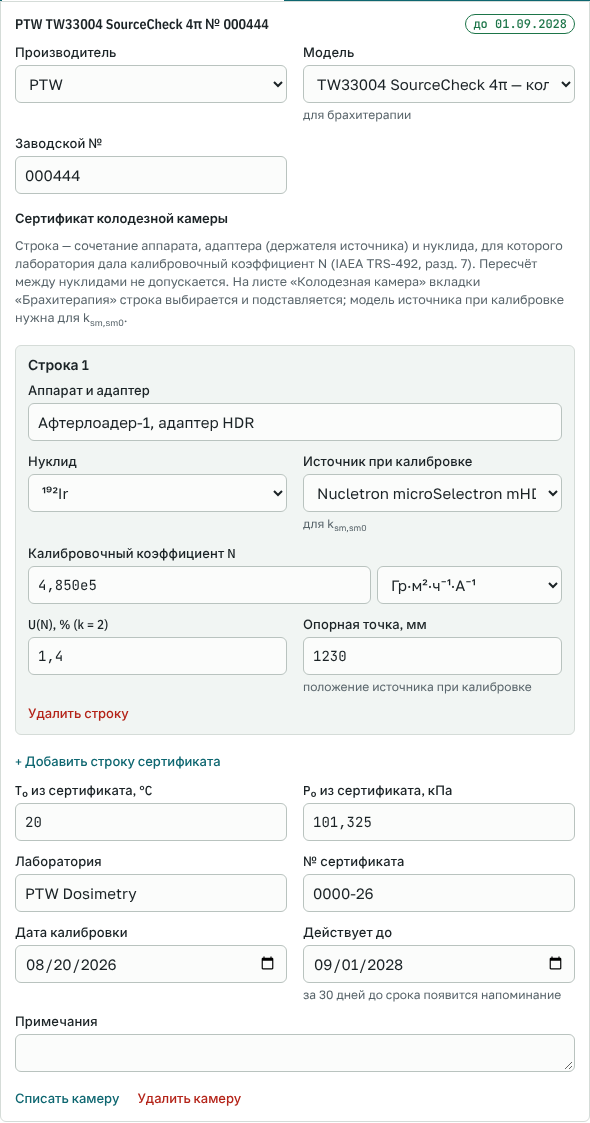 PTW TW33004 SourceCheck 4π № 000444
до 01.09.2028
Производитель
Модель
PTW
TW33004 SourceCheck 4π — кол
для брахитерапии
Заводской №
000444
Сертификат колодезной камеры
Строка — сочетание аппарата, адаптера (держателя источника) и нуклида, для которого
лаборатория дала калибровочный коэффициент N (IAEA TRS-492, разд. 7). Пересчёт
между нуклидами не допускается. На листе «Колодезная камера» вкладки
«Брахитерапия» строка выбирается и подставляется; модель источника при калибровке
нужна для k_sm,sm0.
Строка 1
Аппарат и адаптер
Афтерлоадер-1, адаптер HDR
Нуклид
Источник при калибровке
¹⁹²Ir
Nucletron microSelectron mHD
для k_sm,sm0
Калибровочный коэффициент N
4,850e5
Гр·м²·ч⁻¹·А⁻¹
U(N), % (k = 2)
Опорная точка, мм
1,4
1230
положение источника при калибровке
Удалить строку
+ Добавить строку сертификата
T₀ из сертификата, °C
P₀ из сертификата, кПа
20
101,325
Лаборатория
№ сертификата
PTW Dosimetry
0000-26
Дата калибровки
Действует до
08/20/2026
09/01/2028
за 30 дней до срока появится напоминание
Примечания
Списать камеру
Удалить камеру